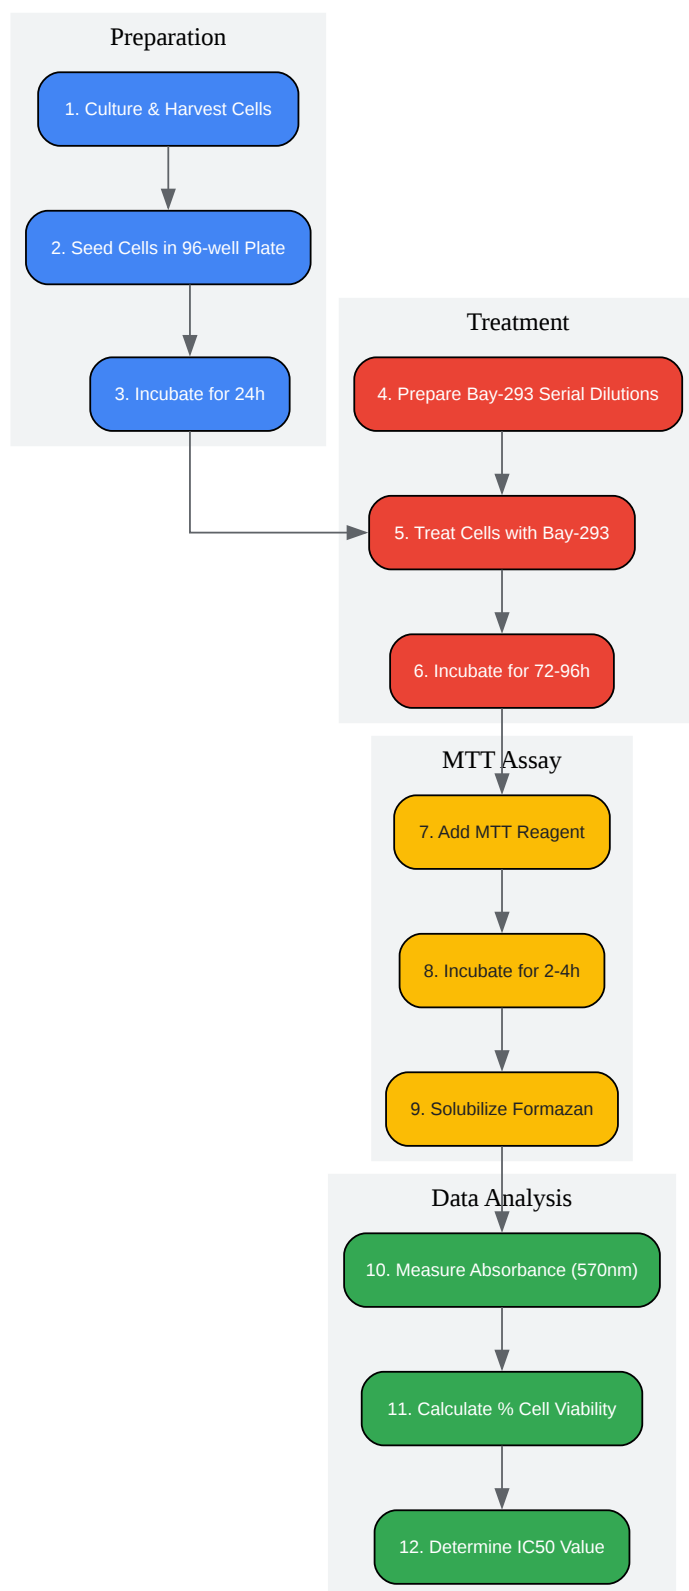 Preparation
1. Culture & Harvest Cells
2. Seed Cells in 96-well Plate
3. Incubate for 24h
Treatment
4. Prepare Bay-293 Serial Dilutions
5. Treat Cells with Bay-293
6. Incubate for 72-96h
MTT Assay
7. Add MTT Reagent
8. Incubate for 2-4h
9. Solubilize Formazan
Data Analysis
10. Measure Absorbance (570nm)
11. Calculate % Cell Viability
12. Determine IC50 Value